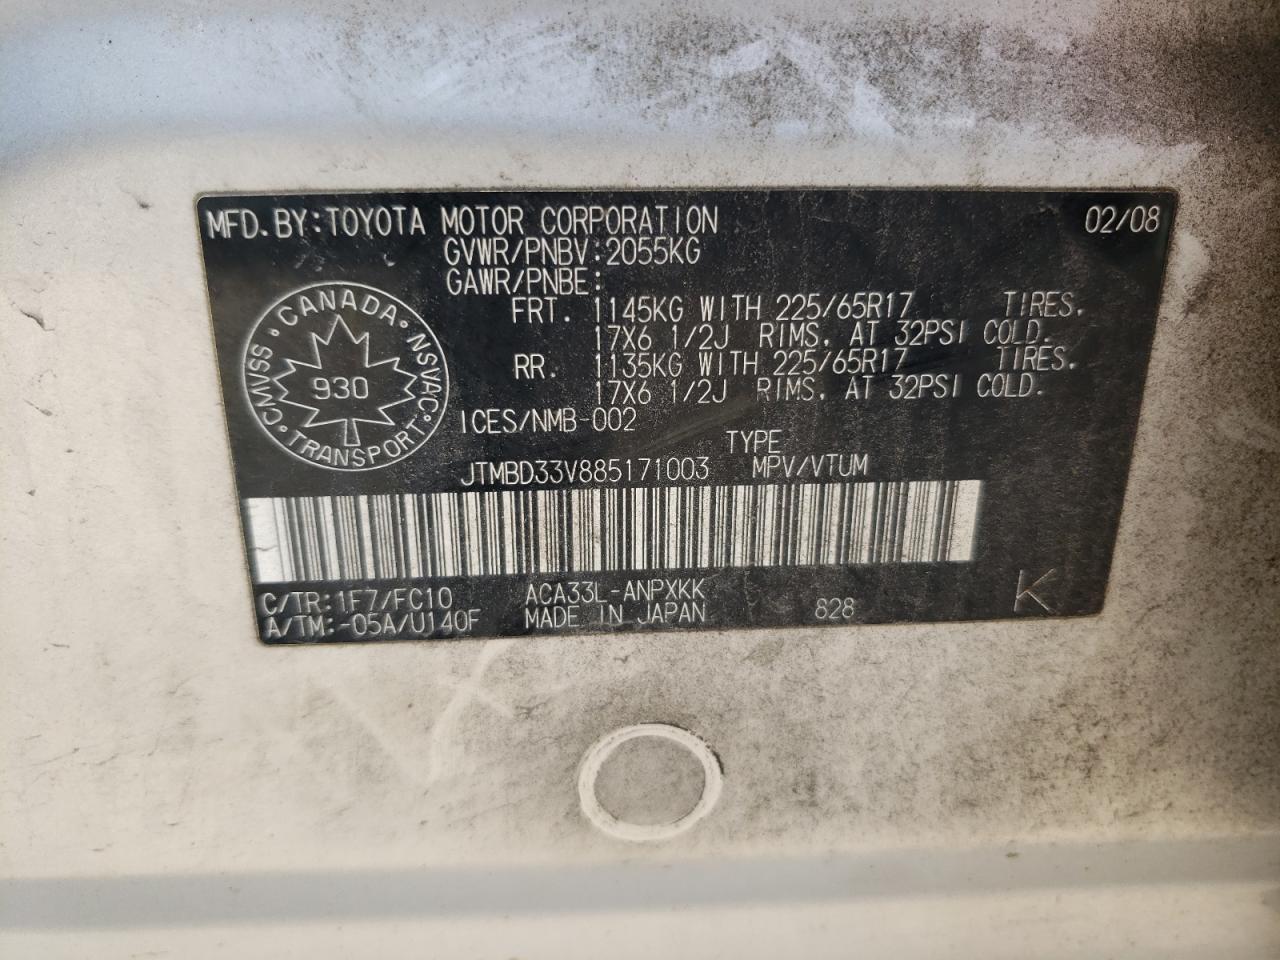 MFD. BY: TOYOTA MOTOR CORPORATION 02/08
GVWR/PNBV: 2055KG
GAWR/PNBE:
FRT. 1145KG WITH 225/65R17 TIRES.
17X6 1/2J RIMS, AT 32PSI COLD.
RR. 1135KG WITH 225/65R17 TIRES.
17X6 1/2J RIMS, AT 32PSI COLD.
CANADA · NSVAC · TRANSPORT · CMVSS ·
930
ICES/NMB-002
TYPE
JTMBD33V885171003 MPV/VTUM
C/TR: 1F7/FC10 ACA33L-ANPXKK
A/TM: -05A/U140F MADE IN JAPAN 828 K